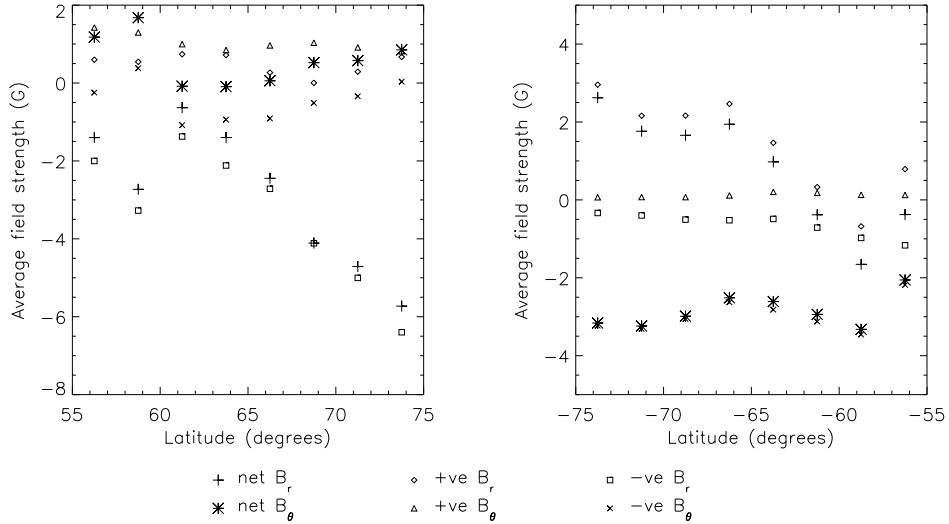 2
0
−2
−4
−6
−8
55 60 65 70 75
Latitude (degrees)
Average field strength (G)
4
2
0
−2
−4
−75 −70 −65 −60 −55
Latitude (degrees)
Average field strength (G)
net B_r
+ve B_r
−ve B_r
net B_θ
+ve B_θ
−ve B_θ